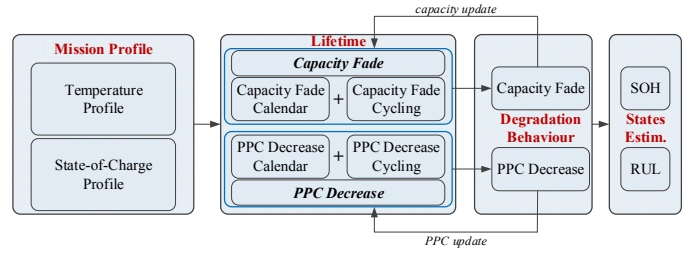 capacity update
Mission Profile
Temperature
Profile
State-of-Charge
Profile
Lifetime
Capacity Fade
Capacity Fade
Calendar
+
Capacity Fade
Cycling
PPC Decrease
Calendar
+
PPC Decrease
Cycling
PPC Decrease
Capacity Fade
Degradation
Behaviour
PPC Decrease
SOH
States
Estim.
RUL
PPC update